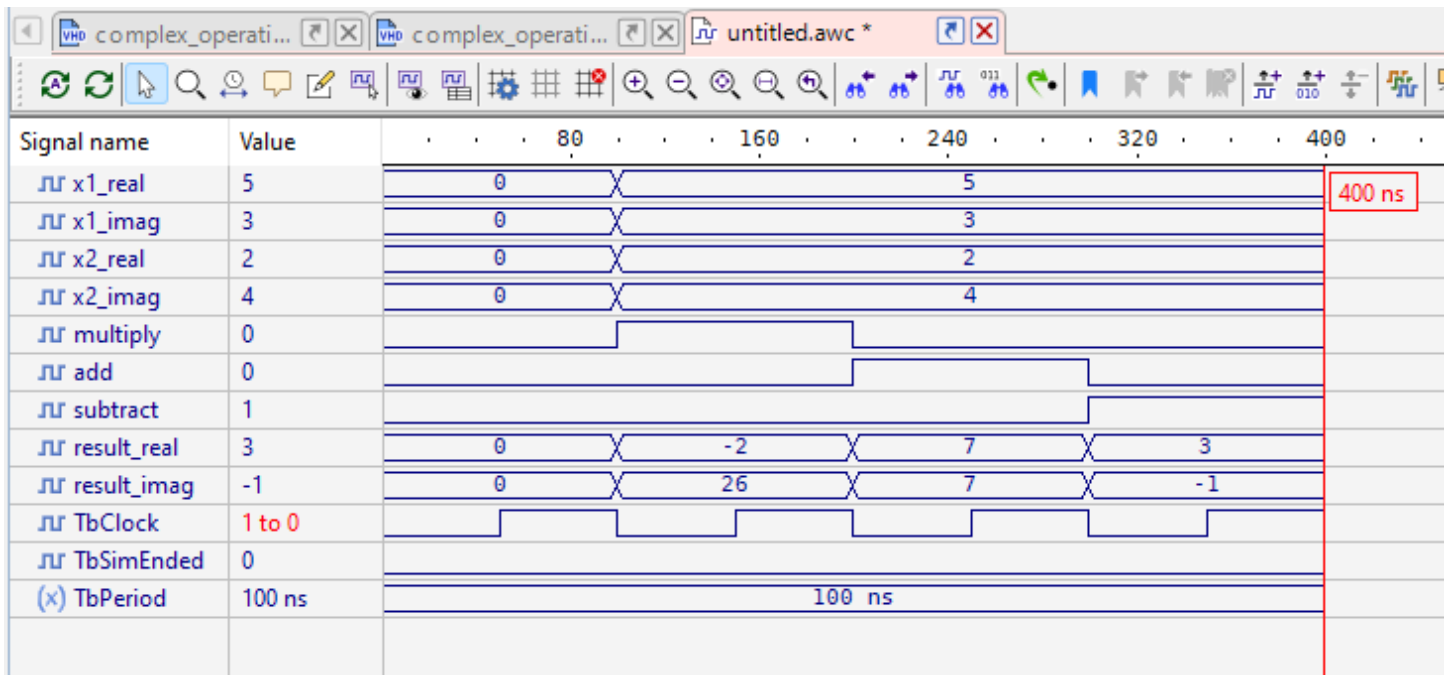 complex_operati... complex_operati... untitled.awc *
Signal name Value 80 160 240 320 400
x1_real 5 0 5
400 ns
x1_imag 3 0 3
x2_real 2 0 2
x2_imag 4 0 4
multiply 0
add 0
subtract 1
result_real 3 0 -2 7 3
result_imag -1 0 26 7 -1
TbClock 1 to 0
TbSimEnded 0
(x) TbPeriod 100 ns 100 ns